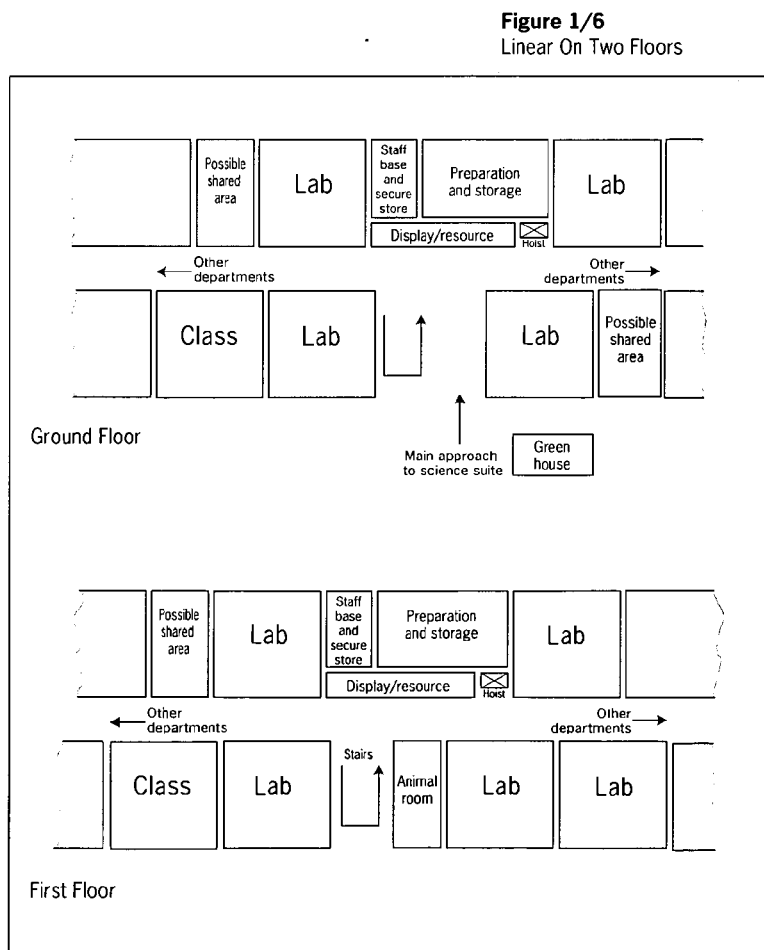 Figure 1/6
Linear On Two Floors
Possible
shared
area
Lab
Staff
base
and
secure
store
Preparation
and storage
Lab
Display/resource
Hoist
Other
departments
Other
departments
Class
Lab
Lab
Possible
shared
area
Ground Floor
Main approach
to science suite
Green
house
Possible
shared
area
Lab
Staff
base
and
secure
store
Preparation
and storage
Lab
Display/resource
Hoist
Other
departments
Other
departments
Class
Lab
Stairs
Animal
room
Lab
Lab
First Floor